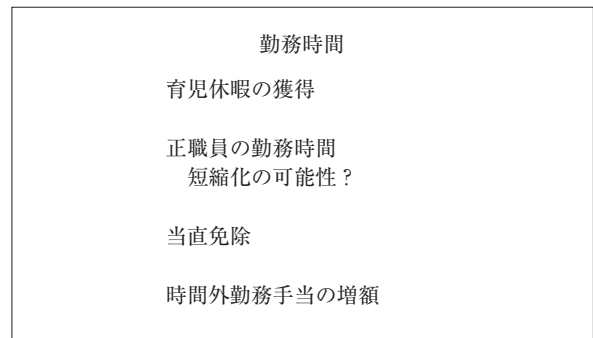 勤務時間
育児休暇の獲得
正職員の勤務時間
短縮化の可能性？
当直免除
時間外勤務手当の増額